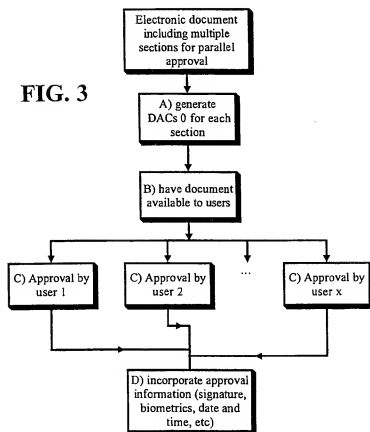 Electronic document
including multiple
sections for parallel
approval
FIG. 3
A) generate
DACs 0 for each
section
B) have document
available to users
...
C) Approval by
user 1
C) Approval by
user 2
C) Approval by
user x
D) incorporate approval
information (signature,
biometrics, date and
time, etc)